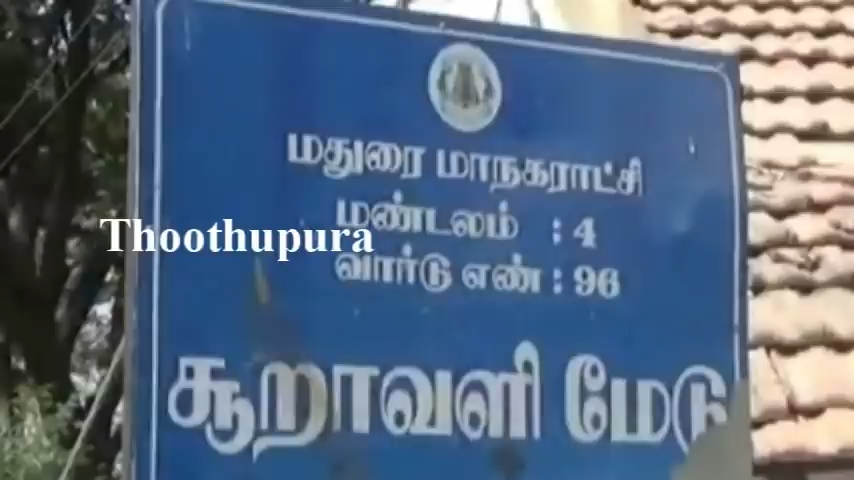 மதுரை மாநகராட்சி
மண்டலம் : 4
Thoothupura
வார்டு எண் : 96
சூறாவளி மேடு